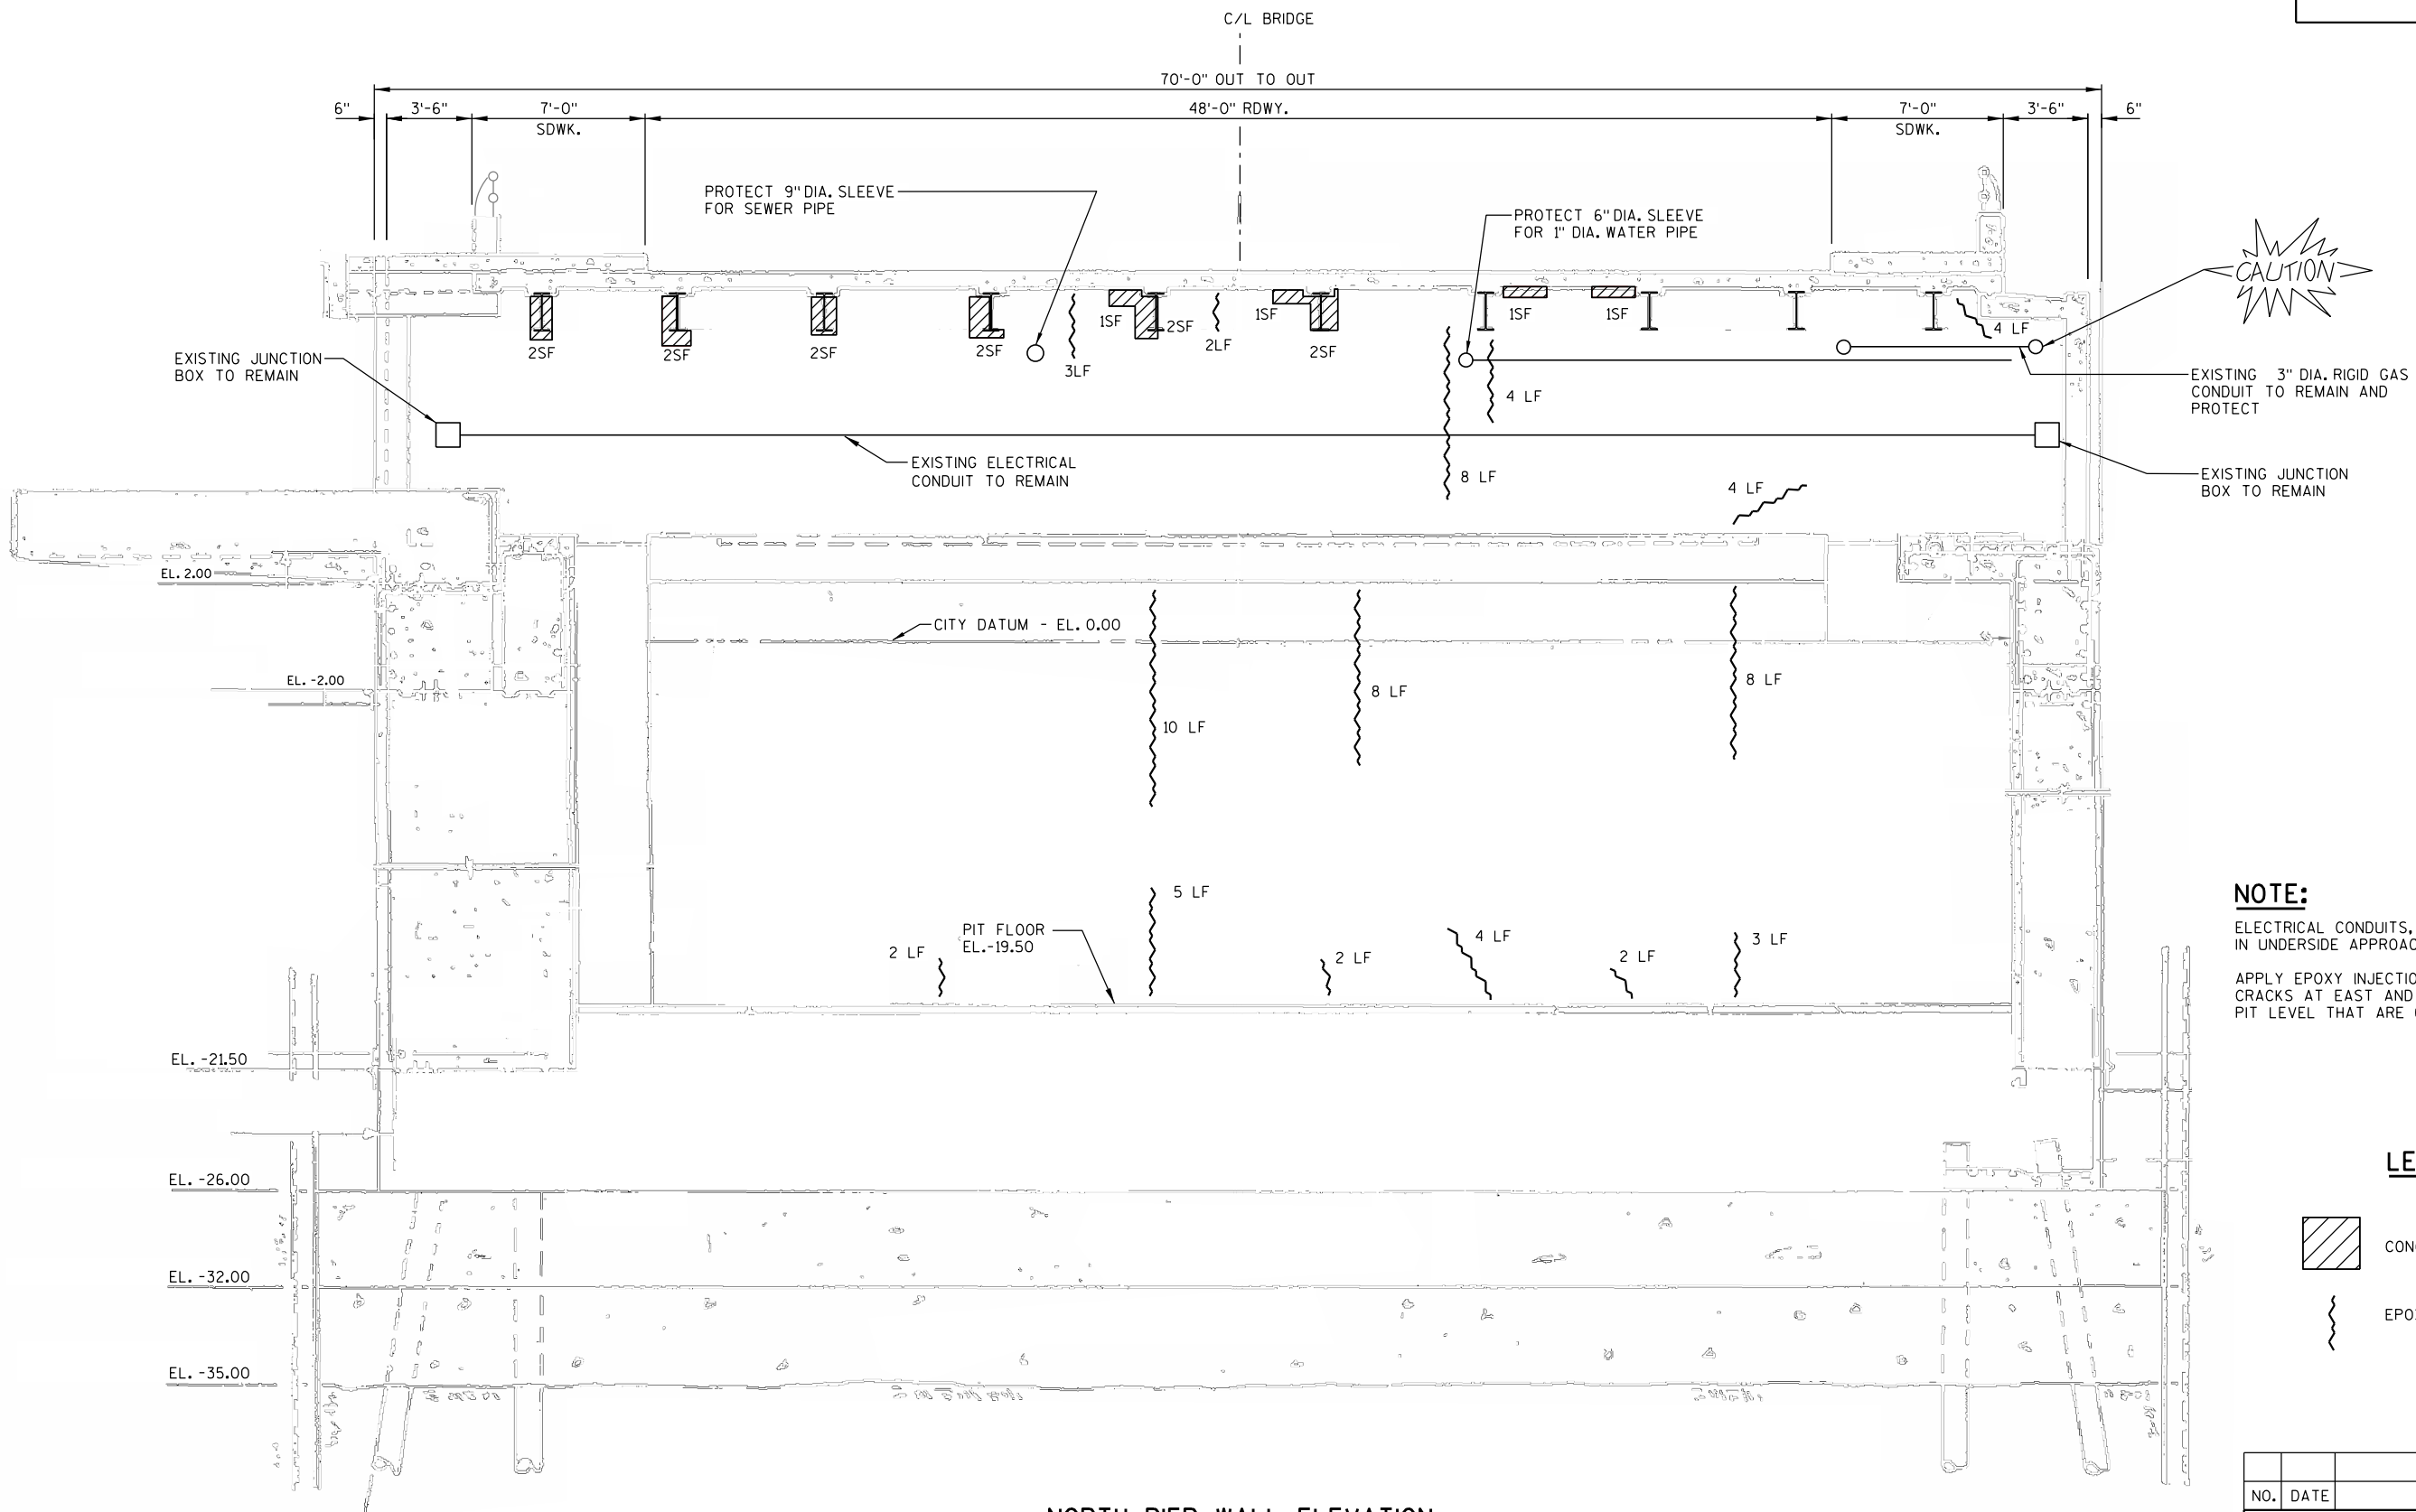 C/L BRIDGE
70'-0" OUT TO OUT
6"
3'-6"
7'-0"
SDWK.
48'-0" RDWY.
7'-0"
SDWK.
3'-6"
6"
PROTECT 9" DIA. SLEEVE
FOR SEWER PIPE
PROTECT 6" DIA. SLEEVE
FOR 1" DIA. WATER PIPE
CAUTION
2SF
2SF
2SF
2SF
1SF
2SF
2LF
1SF
2SF
1SF
1SF
4 LF
3LF
4 LF
EXISTING JUNCTION
BOX TO REMAIN
EXISTING 3" DIA. RIGID GAS
CONDUIT TO REMAIN AND
PROTECT
EXISTING ELECTRICAL
CONDUIT TO REMAIN
8 LF
4 LF
EXISTING JUNCTION
BOX TO REMAIN
EL. 2.00
CITY DATUM - EL. 0.00
EL. -2.00
10 LF
8 LF
8 LF
5 LF
PIT FLOOR
EL.-19.50
2 LF
2 LF
4 LF
2 LF
3 LF
NOTE:
ELECTRICAL CONDUITS,
IN UNDERSIDE
APPLY EPOXY
CRACKS AT EAST AND
PIT LEVEL THAT ARE
EL. -21.50
EL. -26.00
EL. -32.00
EL. -35.00
NORTH PIER WALL ELEVATION
NO.
DATE